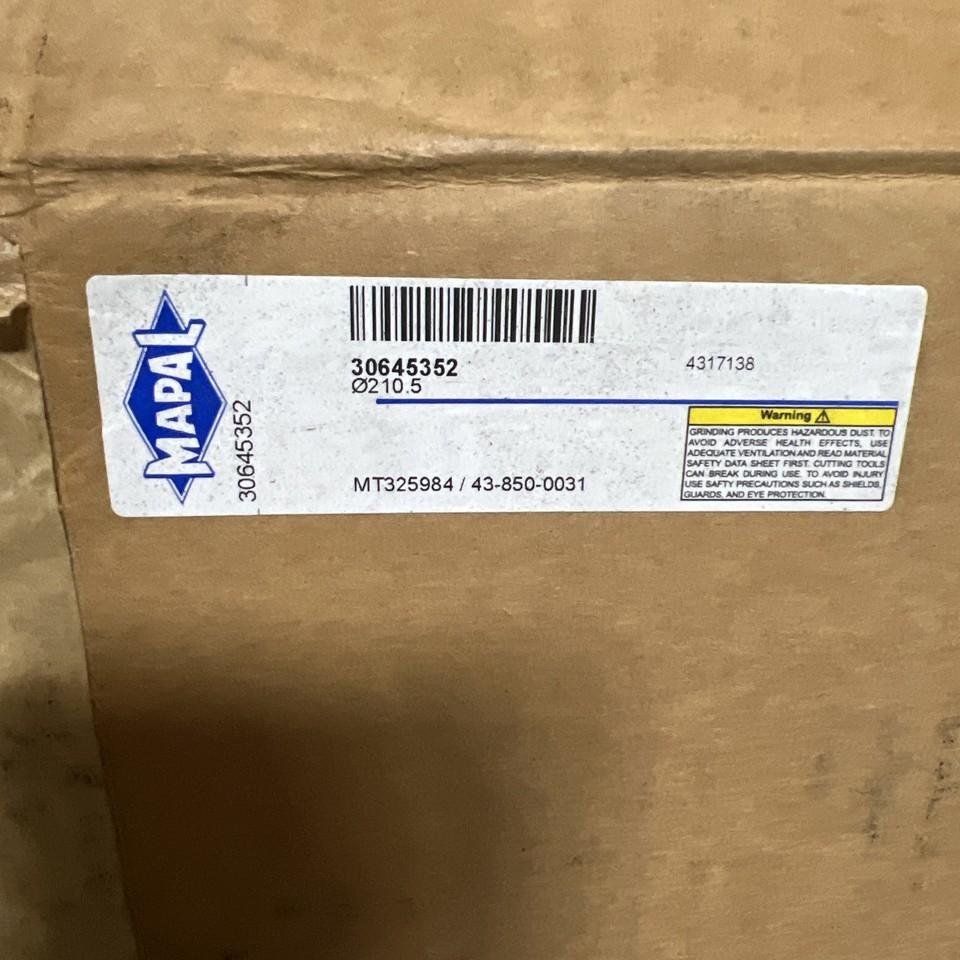 MAPAL
30645352
30645352
4317138
Ø210.5
MT325984 / 43-850-0031
Warning
GRINDING PRODUCES HAZARDOUS DUST. TO
AVOID ADVERSE HEALTH EFFECTS, USE
ADEQUATE VENTILATION AND READ MATERIAL
SAFETY DATA SHEET FIRST. CUTTING TOOLS
CAN BREAK DURING USE. TO AVOID INJURY
USE SAFTY PRECAUTIONS SUCH AS SHIELDS,
GUARDS, AND EYE PROTECTION.